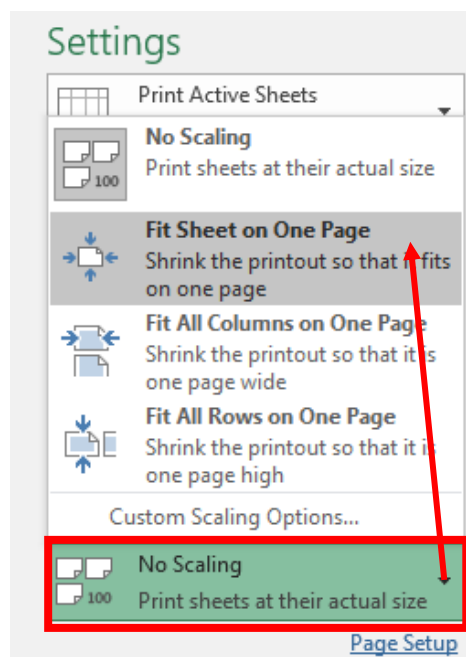 Settings
Print Active Sheets
No Scaling
Print sheets at their actual size
100
Fit Sheet on One Page
Shrink the printout so that it fits
on one page
Fit All Columns on One Page
Shrink the printout so that it is
one page wide
Fit All Rows on One Page
Shrink the printout so that it is
one page high
Custom Scaling Options...
No Scaling
100
Print sheets at their actual size
Page Setup